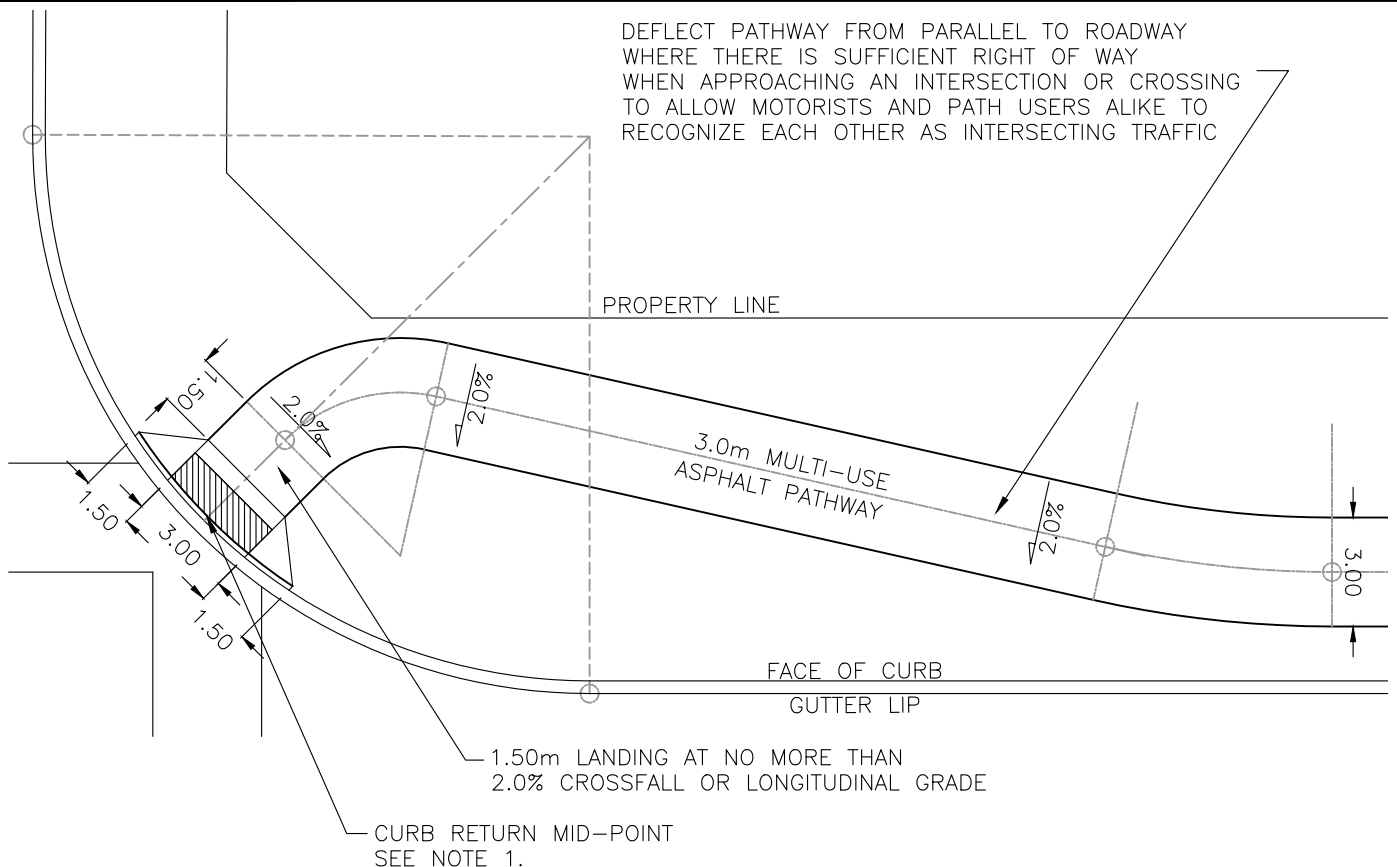 DEFLECT PATHWAY FROM PARALLEL TO ROADWAY
WHERE THERE IS SUFFICIENT RIGHT OF WAY
WHEN APPROACHING AN INTERSECTION OR CROSSING
TO ALLOW MOTORISTS AND PATH USERS ALIKE TO
RECOGNIZE EACH OTHER AS INTERSECTING TRAFFIC
PROPERTY LINE
1.50
2.0%
2.0%
3.0m MULTI-USE
ASPHALT PATHWAY
2.0%
3.00
1.50
3.00
1.50
FACE OF CURB
GUTTER LIP
1.50m LANDING AT NO MORE THAN
2.0% CROSSFALL OR LONGITUDINAL GRADE
CURB RETURN MID-POINT
SEE NOTE 1.